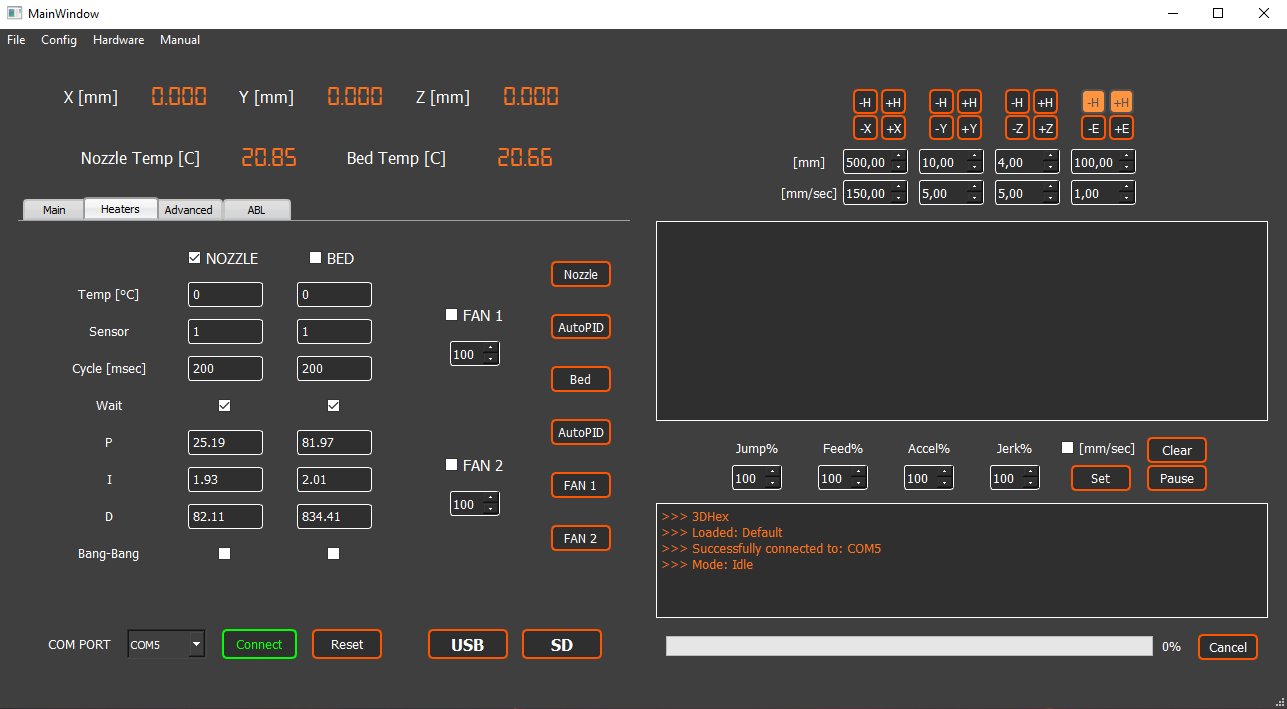 MainWindow
File Config Hardware Manual
X [mm] 0.000 Y [mm] 0.000 Z [mm] 0.000
-H +H -H +H -H +H -H +H
-X +X -Y +Y -Z +Z -E +E
Nozzle Temp [C] 20.85 Bed Temp [C] 20.66
[mm] 500,00 10,00 4,00 100,00
[mm/sec] 150,00 5,00 5,00 1,00
Main Heaters Advanced ABL
NOZZLE BED
Temp [°C] 0 0
Sensor 1 1
Cycle [msec] 200 200
Wait
P 25.19 81.97
I 1.93 2.01
D 82.11 834.41
Bang-Bang
FAN 1
100
FAN 2
100
Nozzle
AutoPID
Bed
AutoPID
FAN 1
FAN 2
Jump% Feed% Accel% Jerk% [mm/sec] Clear
100 100 100 100 Set Pause
>>> 3DHex
>>> Loaded: Default
>>> Successfully connected to: COM5
>>> Mode: Idle
COM PORT COM5 Connect Reset USB SD
0% Cancel